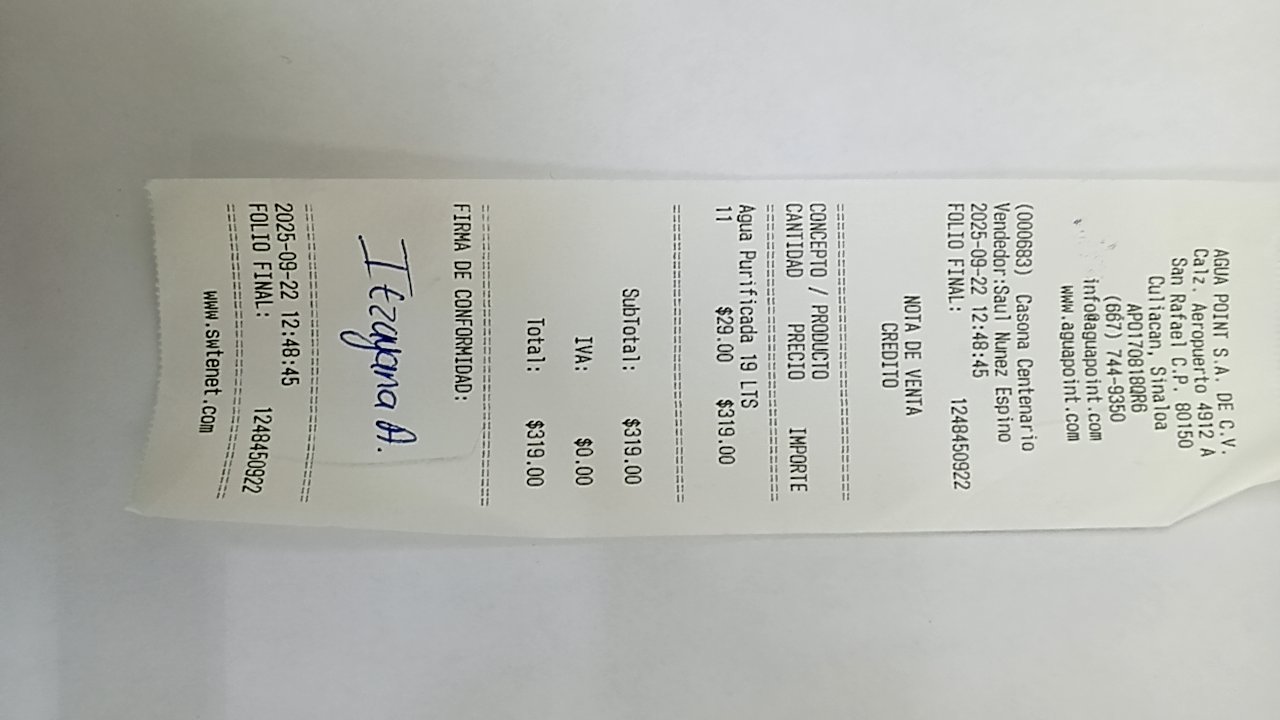 AGUA POINT S.A. DE C.V.
Calz. Aeropuerto 4912 A
San Rafael C.P. 80150
Culiacan, Sinaloa
APO170818QR6
(667) 744-9350
info@aguapoint.com
www.aguapoint.com
(000683) Casona Centenario
Vendedor:Saul Nunez Espino
2025-09-22 12:48:45
FOLIO FINAL: 1248450922
NOTA DE VENTA
CREDITO
==============================
CONCEPTO / PRODUCTO
CANTIDAD PRECIO IMPORTE
==============================
Agua Purificada 19 LTS
11 $29.00 $319.00
==============================
SubTotal: $319.00
IVA: $0.00
Total: $319.00
==============================
FIRMA DE CONFORMIDAD:
Itzayana A.
==============================
2025-09-22 12:48:45
FOLIO FINAL: 1248450922
==============================
www.swtenet.com